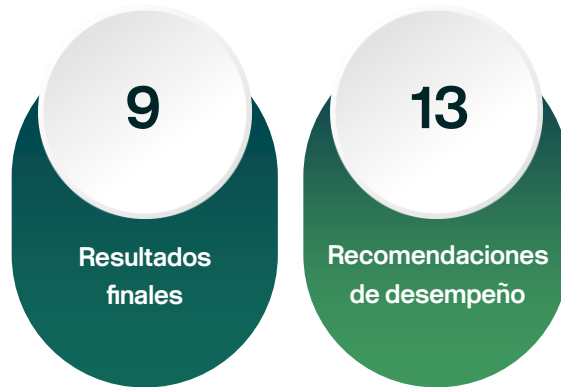 9
Resultados
finales
13
Recomendaciones
de desempeño